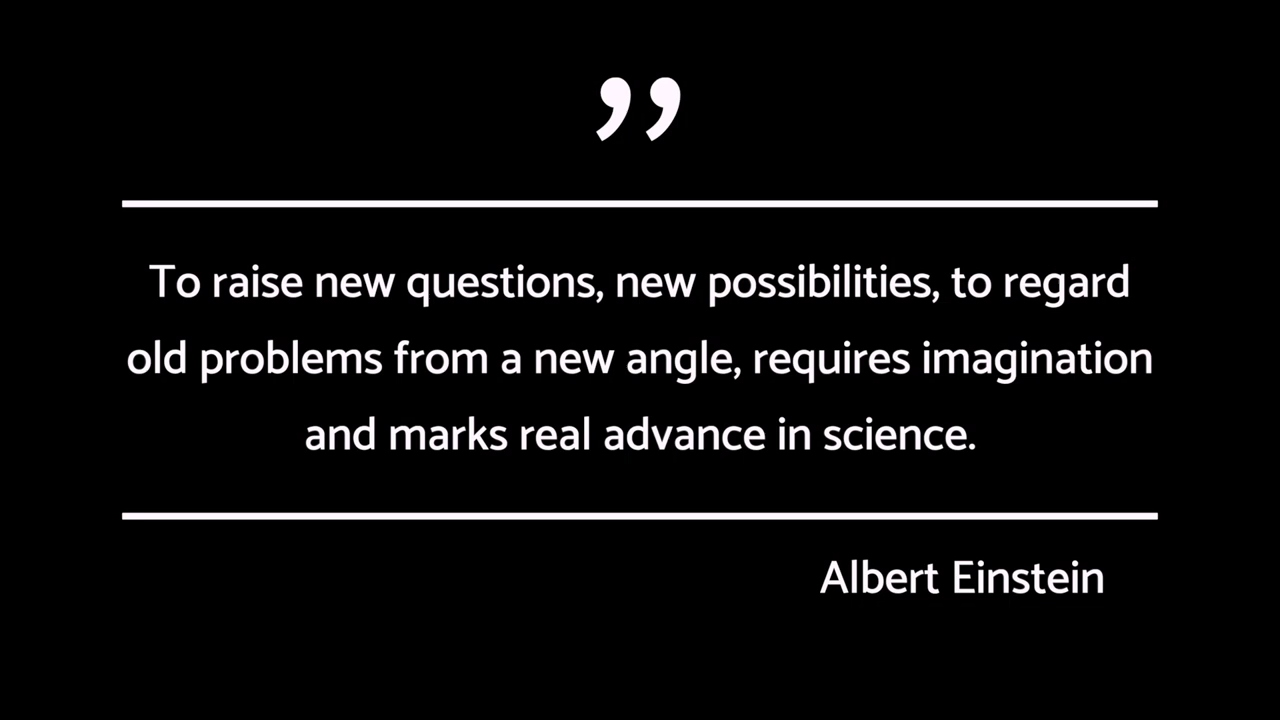 ”
To raise new questions, new possibilities, to regard
old problems from a new angle, requires imagination
and marks real advance in science.
Albert Einstein